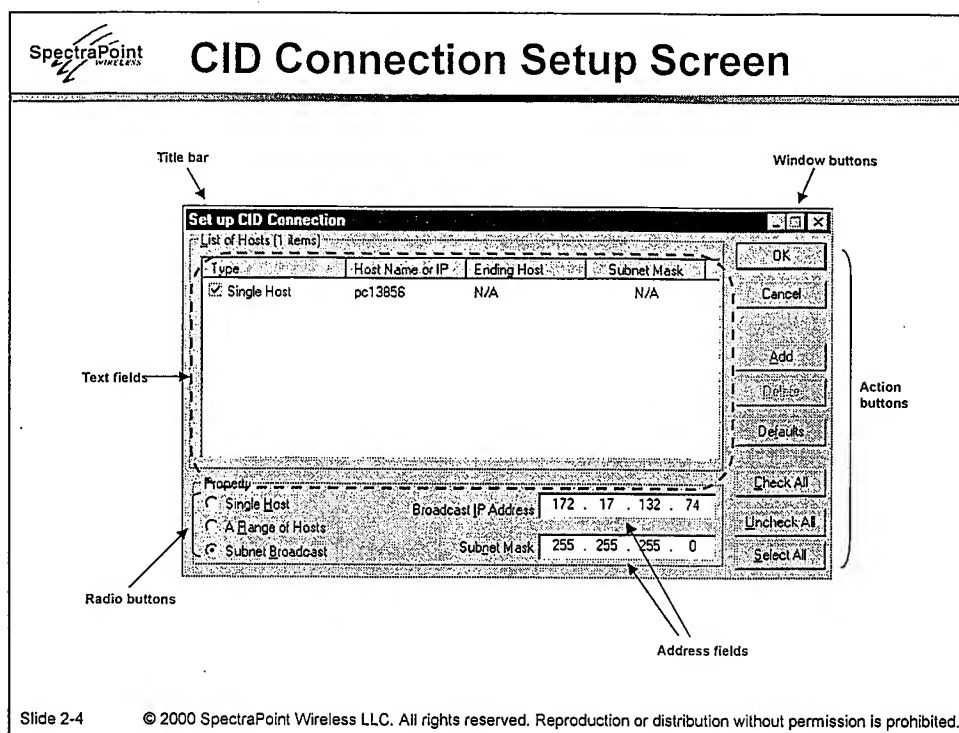 SpectraPoint
WIRELESS
CID Connection Setup Screen
Title bar
Window buttons
Set up CID Connection
List of Hosts (1 items)
Type Host Name or IP Ending Host Subnet Mask
Single Host pc13856 N/A N/A
OK
Cancel
Add
Delete
Defaults
Check All
Uncheck All
Select All
Text fields
Action
buttons
Property
Single Host
A Range of Hosts
Subnet Broadcast
Broadcast IP Address 172 . 17 . 132 . 74
Subnet Mask 255 . 255 . 255 . 0
Radio buttons
Address fields
Slide 2-4 © 2000 SpectraPoint Wireless LLC. All rights reserved. Reproduction or distribution without permission is prohibited.